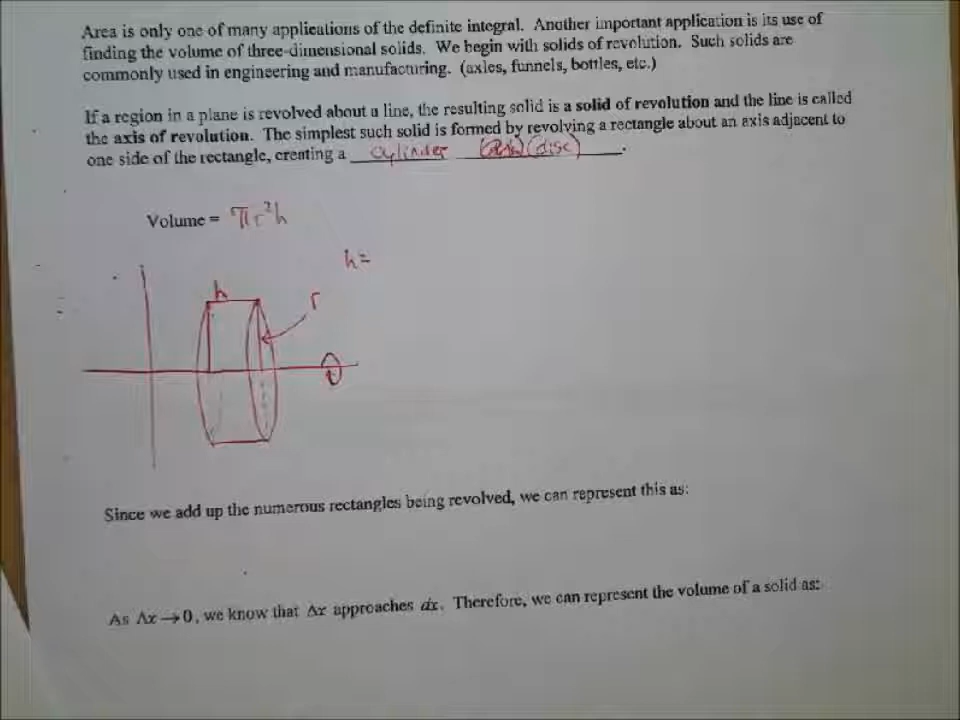 Area is only one of many applications of the definite integral. Another important application is its use of
finding the volume of three-dimensional solids. We begin with solids of revolution. Such solids are
commonly used in engineering and manufacturing. (axles, funnels, bottles, etc.)
If a region in a plane is revolved about a line, the resulting solid is a solid of revolution and the line is called
the axis of revolution. The simplest such solid is formed by revolving a rectangle about an axis adjacent to
one side of the rectangle, creating a cylinder (disc).
Volume = πr²h
h=
h
r
Since we add up the numerous rectangles being revolved, we can represent this as:
As Δx→0, we know that Δx approaches dx. Therefore, we can represent the volume of a solid as: